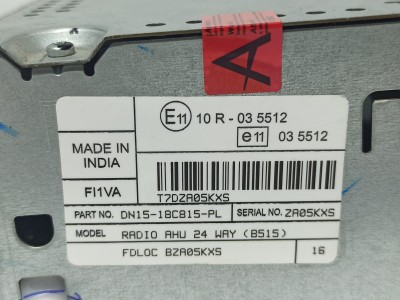 A
E11 10 R - 03 5512
e11 03 5512
MADE IN
INDIA
FI1VA
T7DZA05KXS
PART NO. DN15-18C815-PL SERIAL NO. ZA05KXS
MODEL RADIO AHU 24 WAY (B515)
FDLOC BZA05KXS 16